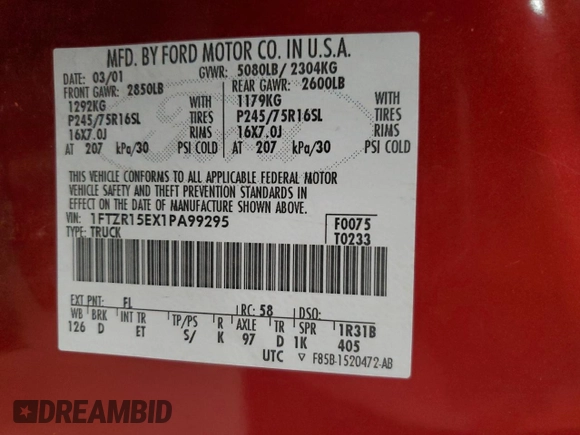 MFD. BY FORD MOTOR CO. IN U.S.A.
DATE: 03/01 GVWR: 5080LB/ 2304KG
FRONT GAWR: 2850LB REAR GAWR: 2600LB
1292KG WITH 1179KG WITH
P245/75R16SL TIRES P245/75R16SL TIRES
16X7.0J RIMS 16X7.0J RIMS
AT 207 kPa/30 PSI COLD AT 207 kPa/30 PSI COLD
THIS VEHICLE CONFORMS TO ALL APPLICABLE FEDERAL MOTOR
VEHICLE SAFETY AND THEFT PREVENTION STANDARDS IN
EFFECT ON THE DATE OF MANUFACTURE SHOWN ABOVE.
VIN: 1FTZR15EX1PA99295 F0075
TYPE: TRUCK T0233
EXT PNT: FL RC: 58 DSO:
WB BRK INT TR TP/PS R AXLE TR SPR 1R31B
126 D ET S/ K 97 D 1K 405
UTC ▽ F85B-1520472-AB
DREAMBID